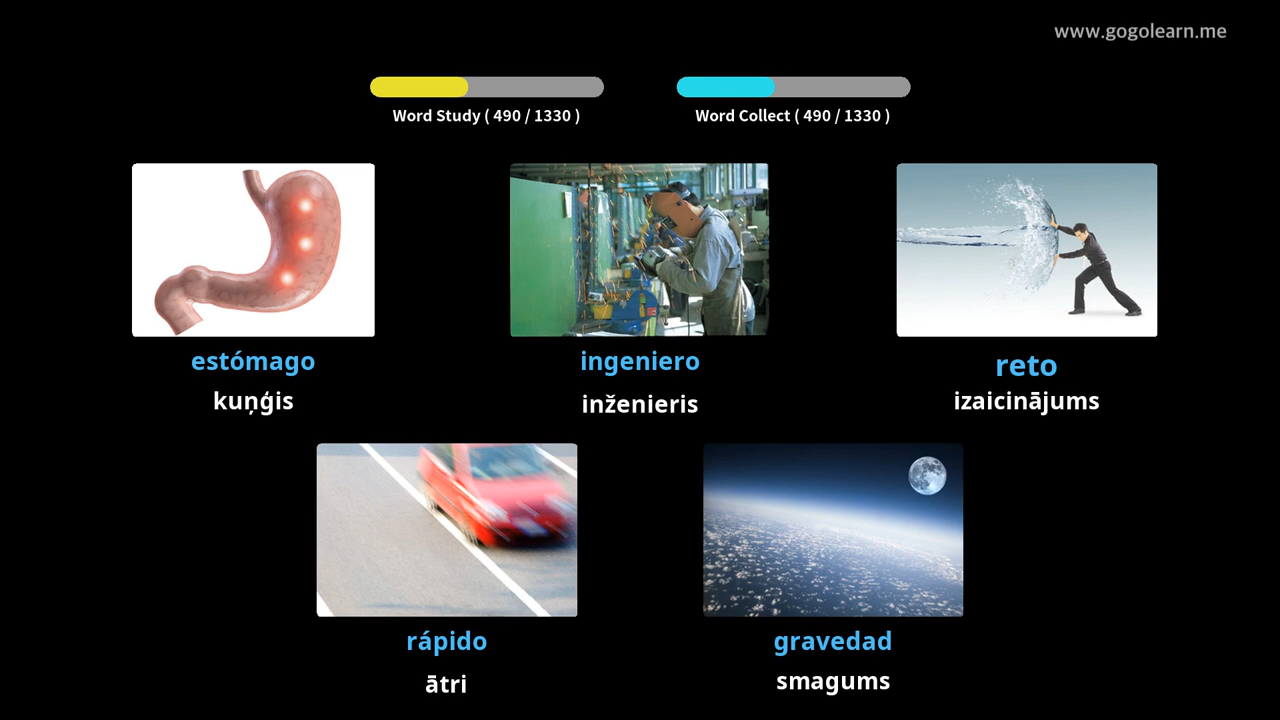 www.gogolearn.me
Word Study ( 490 / 1330 )
Word Collect ( 490 / 1330 )
estómago
kuņģis
ingeniero
inženieris
reto
izaicinājums
rápido
ātri
gravedad
smagums